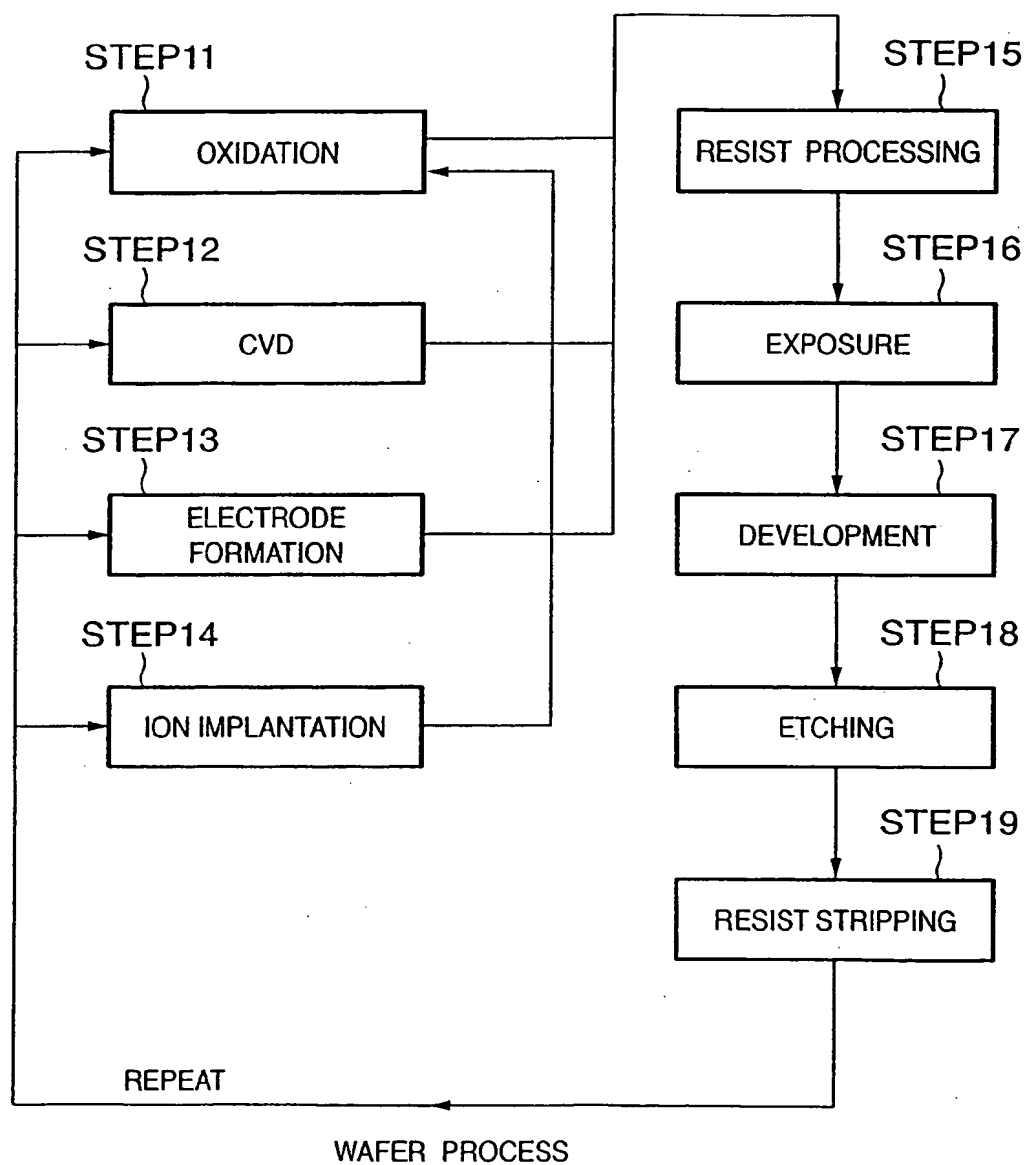 STEP11
OXIDATION
STEP12
CVD
STEP13
ELECTRODE
FORMATION
STEP14
ION IMPLANTATION
STEP15
RESIST PROCESSING
STEP16
EXPOSURE
STEP17
DEVELOPMENT
STEP18
ETCHING
STEP19
RESIST STRIPPING
REPEAT
WAFER PROCESS